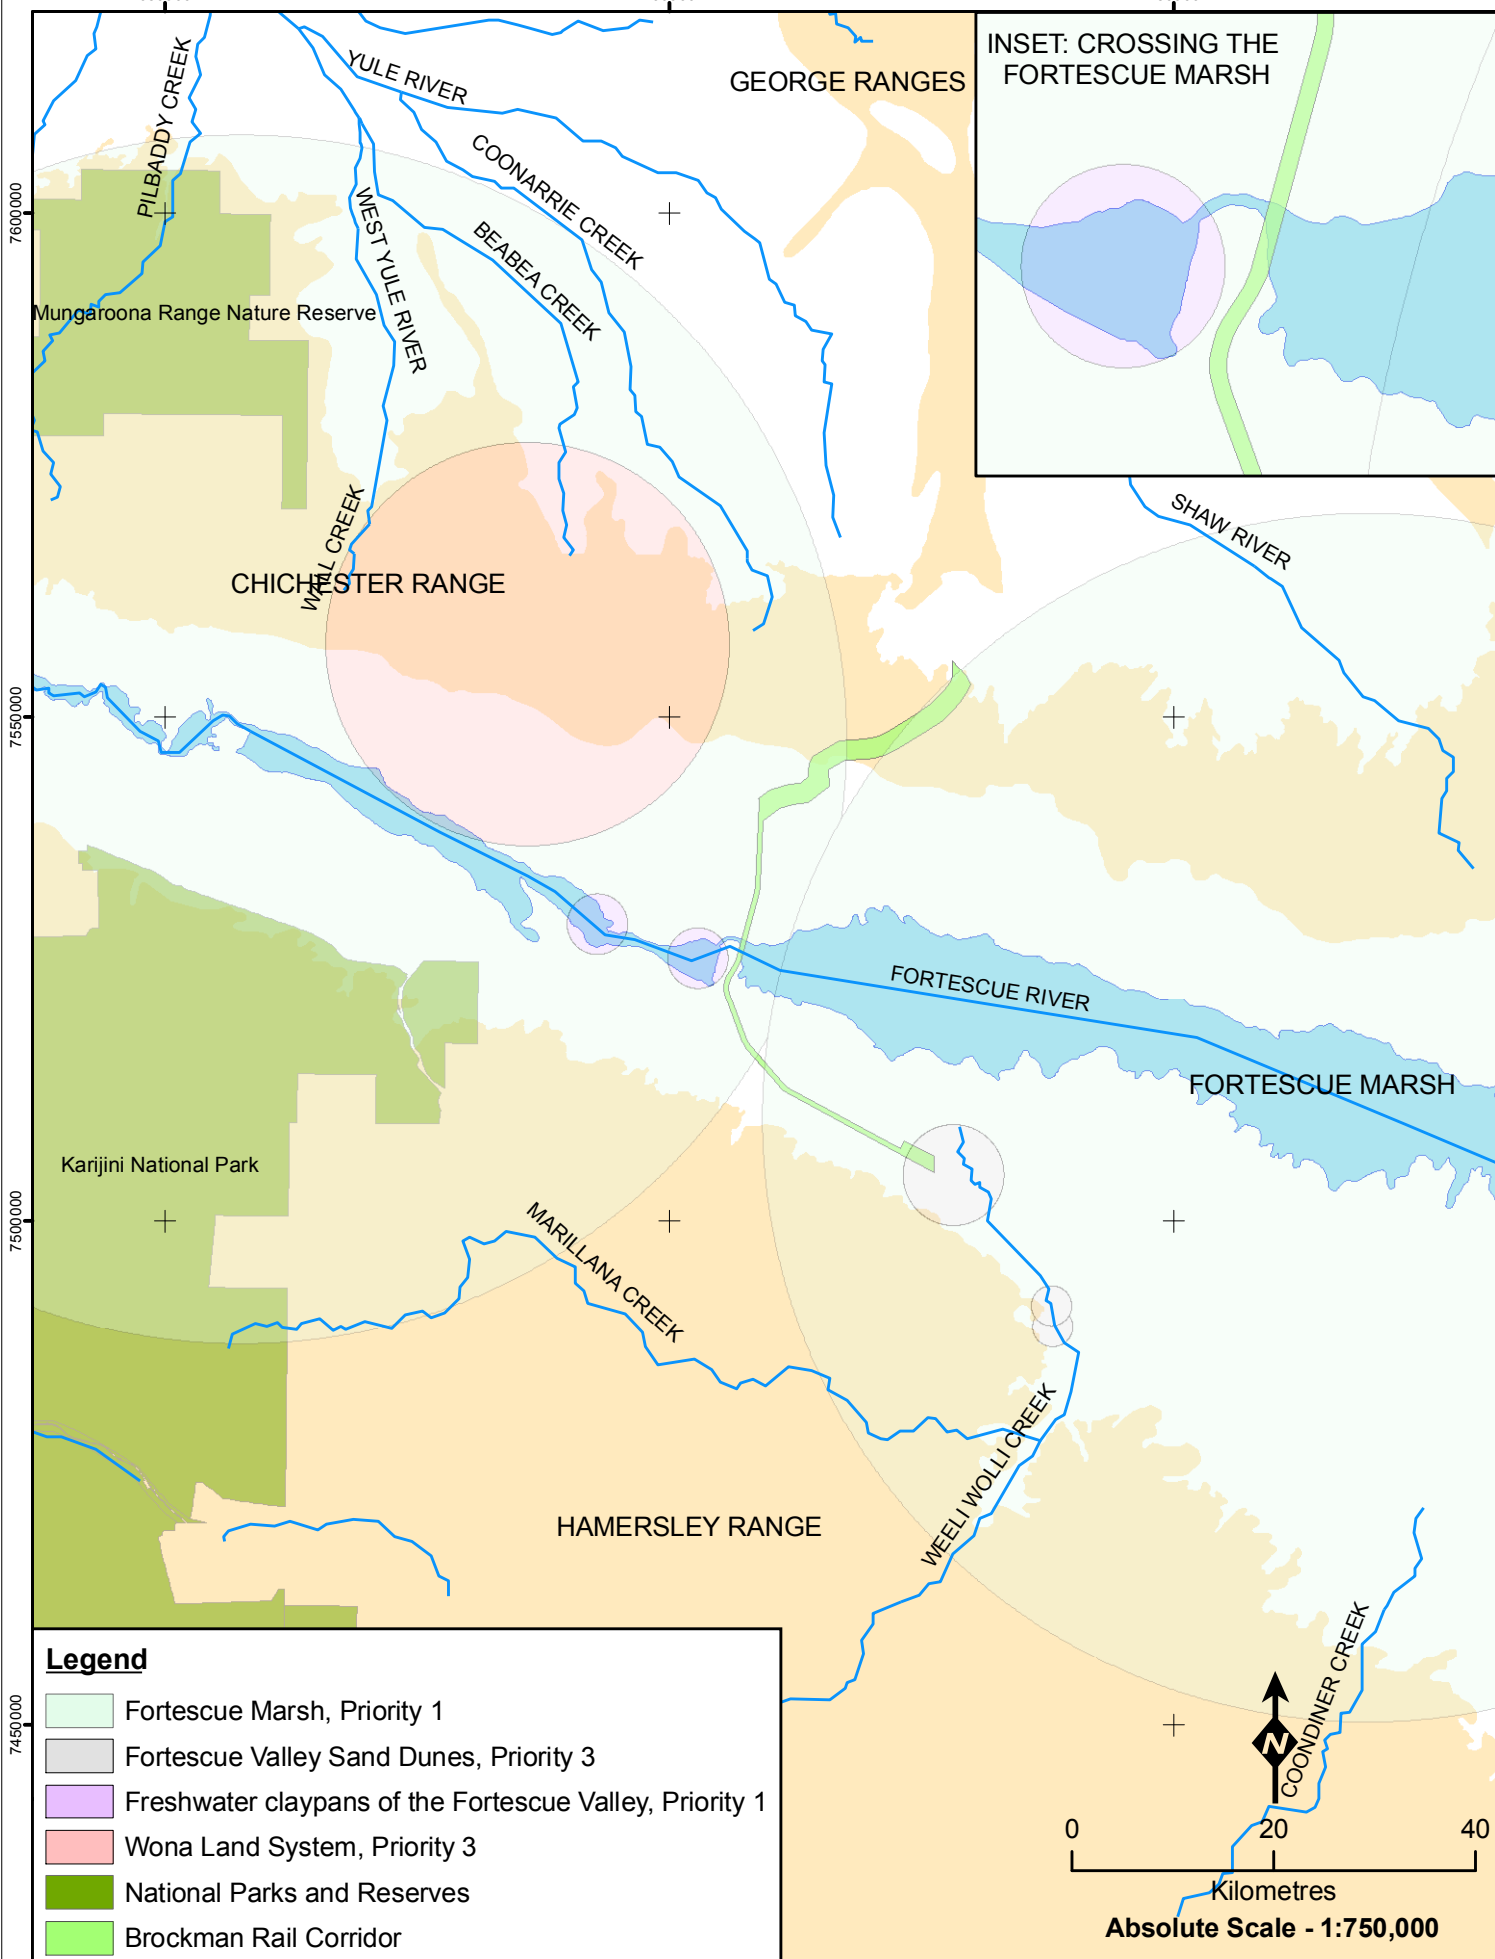 INSET: CROSSING THE
FORTESCUE MARSH
GEORGE RANGES
YULE RIVER
PILBADDY CREEK
COONARRIE CREEK
WEST YULE RIVER
BEABEA CREEK
7600000
Mungaroona Range Nature Reserve
WALL CREEK
CHICHESTER RANGE
SHAW RIVER
7550000
FORTESCUE RIVER
FORTESCUE MARSH
Karijini National Park
7500000
MARILLANA CREEK
WEELI WOLLI CREEK
HAMERSLEY RANGE
COONDINER CREEK
7450000
Legend
Fortescue Marsh, Priority 1
Fortescue Valley Sand Dunes, Priority 3
Freshwater claypans of the Fortescue Valley, Priority 1
Wona Land System, Priority 3
National Parks and Reserves
Brockman Rail Corridor
N
0 20 40
Kilometres
Absolute Scale - 1:750,000